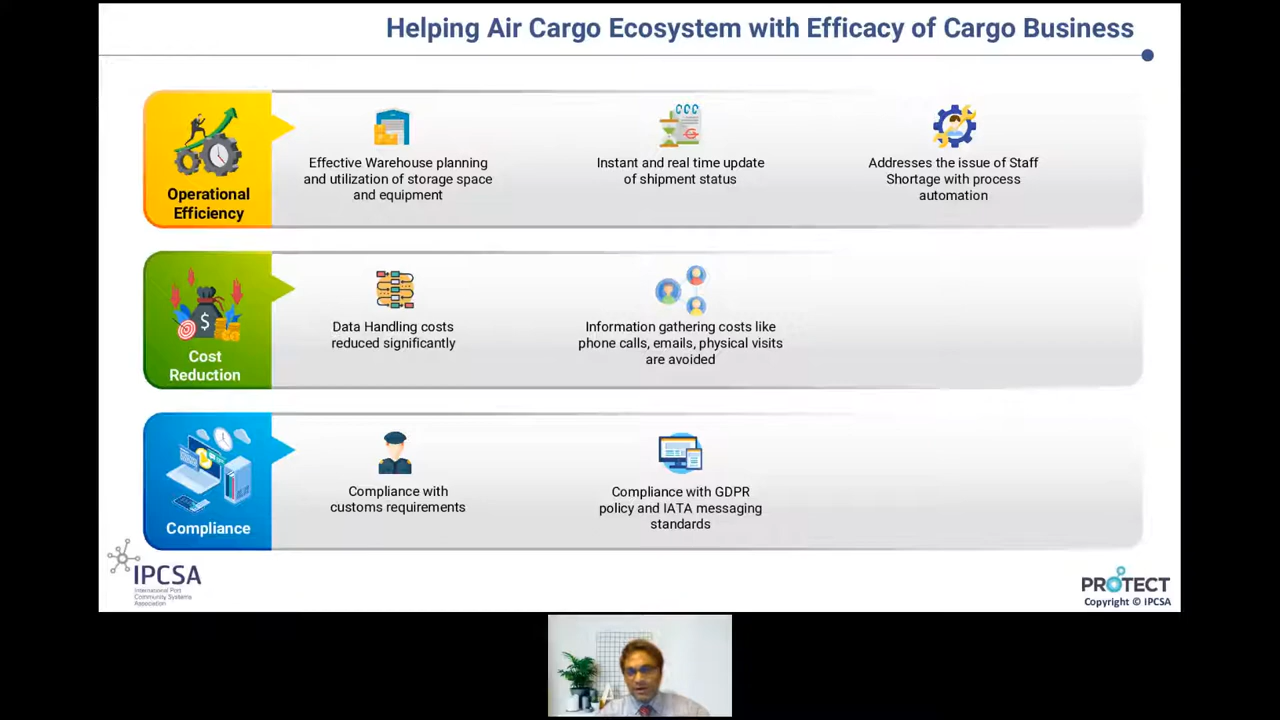 Helping Air Cargo Ecosystem with Efficacy of Cargo Business
Operational
Efficiency
Effective Warehouse planning
and utilization of storage space
and equipment
Instant and real time update
of shipment status
Addresses the issue of Staff
Shortage with process
automation
Cost
Reduction
$
Data Handling costs
reduced significantly
Information gathering costs like
phone calls, emails, physical visits
are avoided
Compliance
Compliance with
customs requirements
Compliance with GDPR
policy and IATA messaging
standards
IPCSA
International Port
Community Systems
Association
PROTECT
Copyright © IPCSA